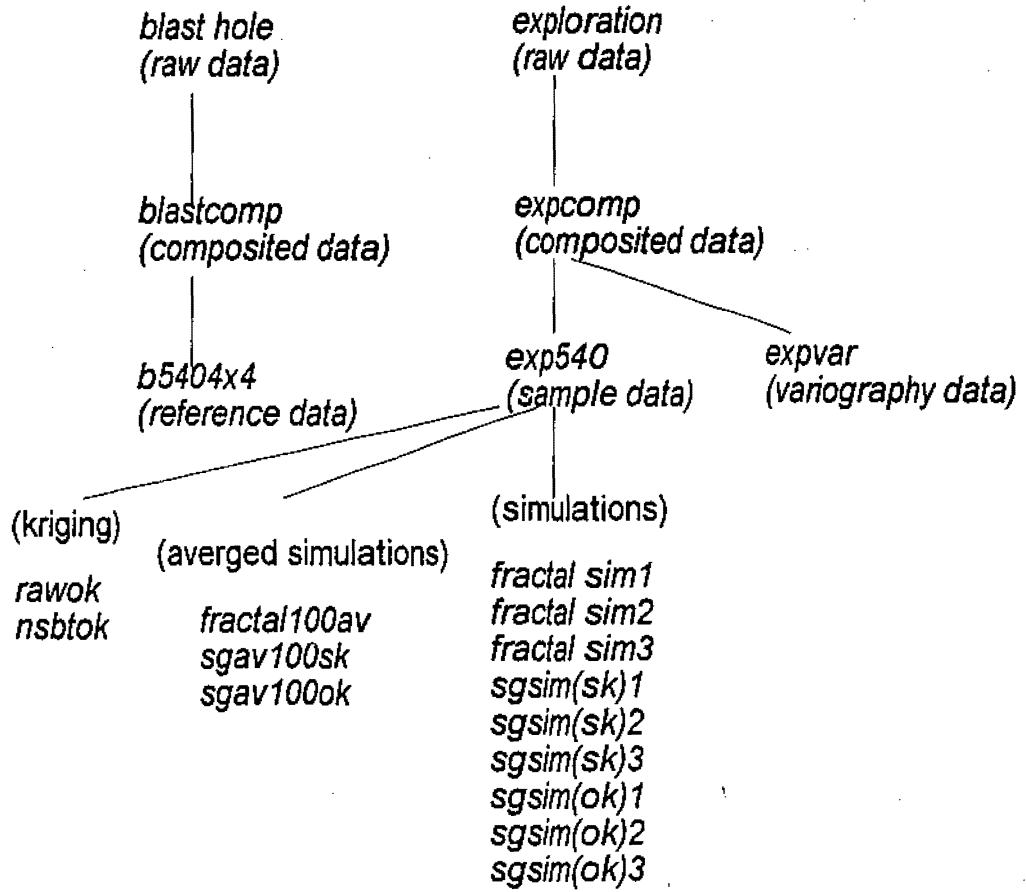 blast hole
(raw data)
exploration
(raw data)
blastcomp
(composited data)
expcomp
(composited data)
b5404x4
(reference data)
exp540
(sample data)
expvar
(variography data)
(kriging)
rawok
nsbtok
(averged simulations)
fractal100av
sgav100sk
sgav100ok
(simulations)
fractal sim1
fractal sim2
fractal sim3
sgsim(sk)1
sgsim(sk)2
sgsim(sk)3
sgsim(ok)1
sgsim(ok)2
sgsim(ok)3